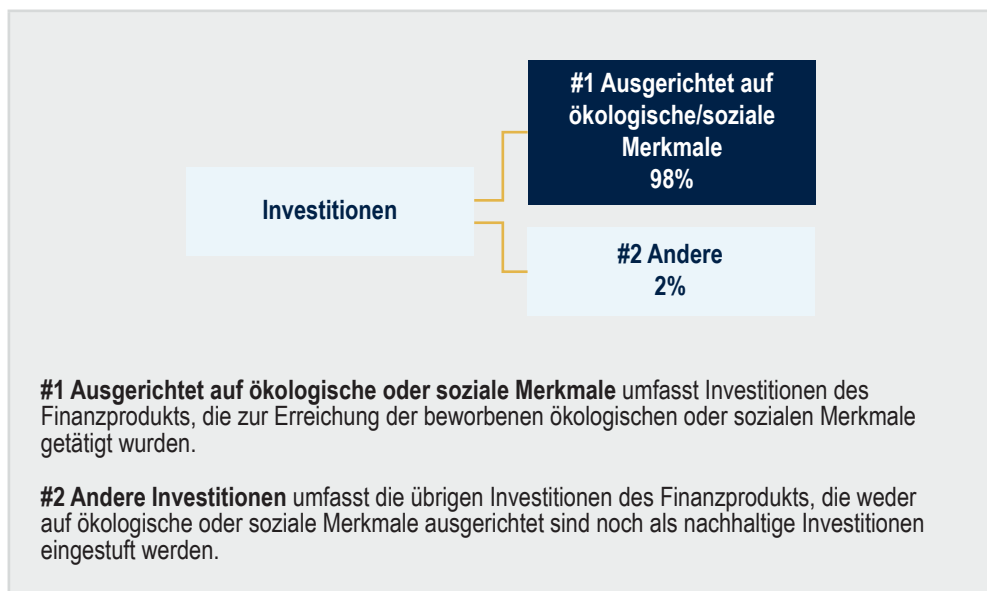 #1 Ausgerichtet auf
ökologische/soziale
Merkmale
98%
Investitionen
#2 Andere
2%
#1 Ausgerichtet auf ökologische oder soziale Merkmale umfasst Investitionen des
Finanzprodukts, die zur Erreichung der beworbenen ökologischen oder sozialen Merkmale
getätigt wurden.
#2 Andere Investitionen umfasst die übrigen Investitionen des Finanzprodukts, die weder
auf ökologische oder soziale Merkmale ausgerichtet sind noch als nachhaltige Investitionen
eingestuft werden.